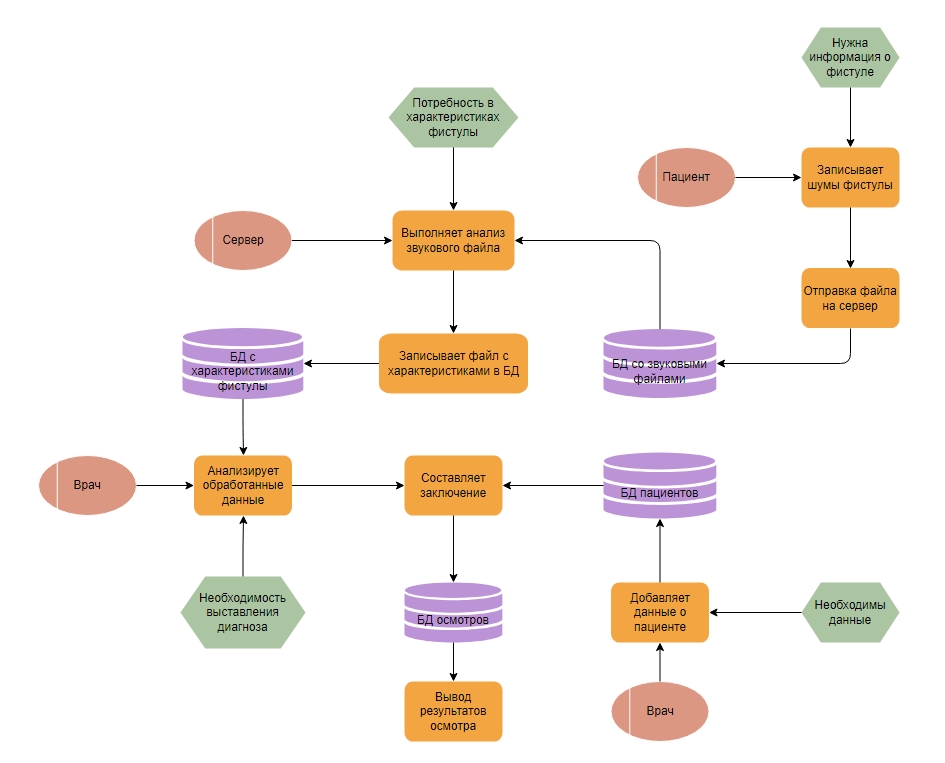 Нужна
информация о
фистуле
Потребность в
характеристиках
фистулы
Пациент
Записывает
шумы фистулы
Сервер
Выполняет анализ
звукового файла
Отправка файла
на сервер
БД с
характеристиками
фистулы
Записывает файл с
характеристиками в БД
БД со звуковыми
файлами
Врач
Анализирует
обработанные
данные
Составляет
заключение
БД пациентов
Необходимость
выставления
диагноза
БД осмотров
Добавляет
данные о
пациенте
Необходимы
данные
Вывод
результатов
осмотра
Врач